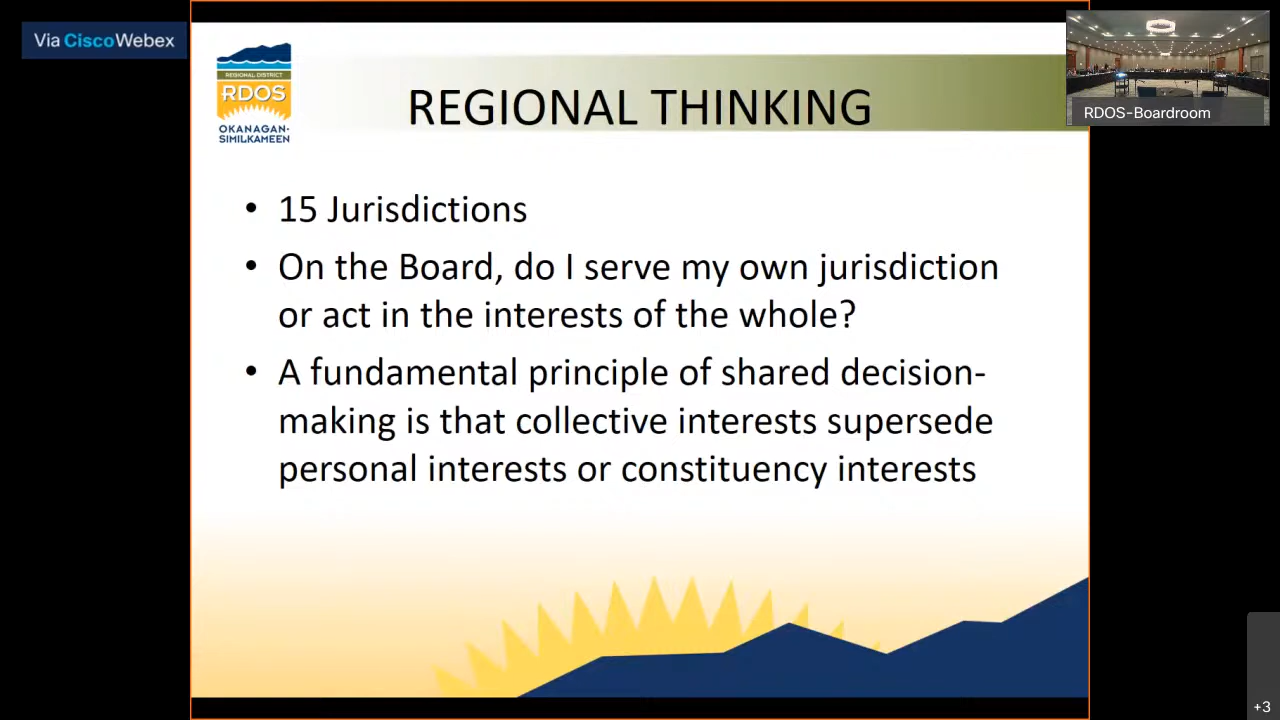 Via Cisco Webex
REGIONAL DISTRICT
RDOS
OKANAGAN-
SIMILKAMEEN
REGIONAL THINKING
RDOS-Boardroom
• 15 Jurisdictions
• On the Board, do I serve my own jurisdiction
or act in the interests of the whole?
• A fundamental principle of shared decision-
making is that collective interests supersede
personal interests or constituency interests
+3